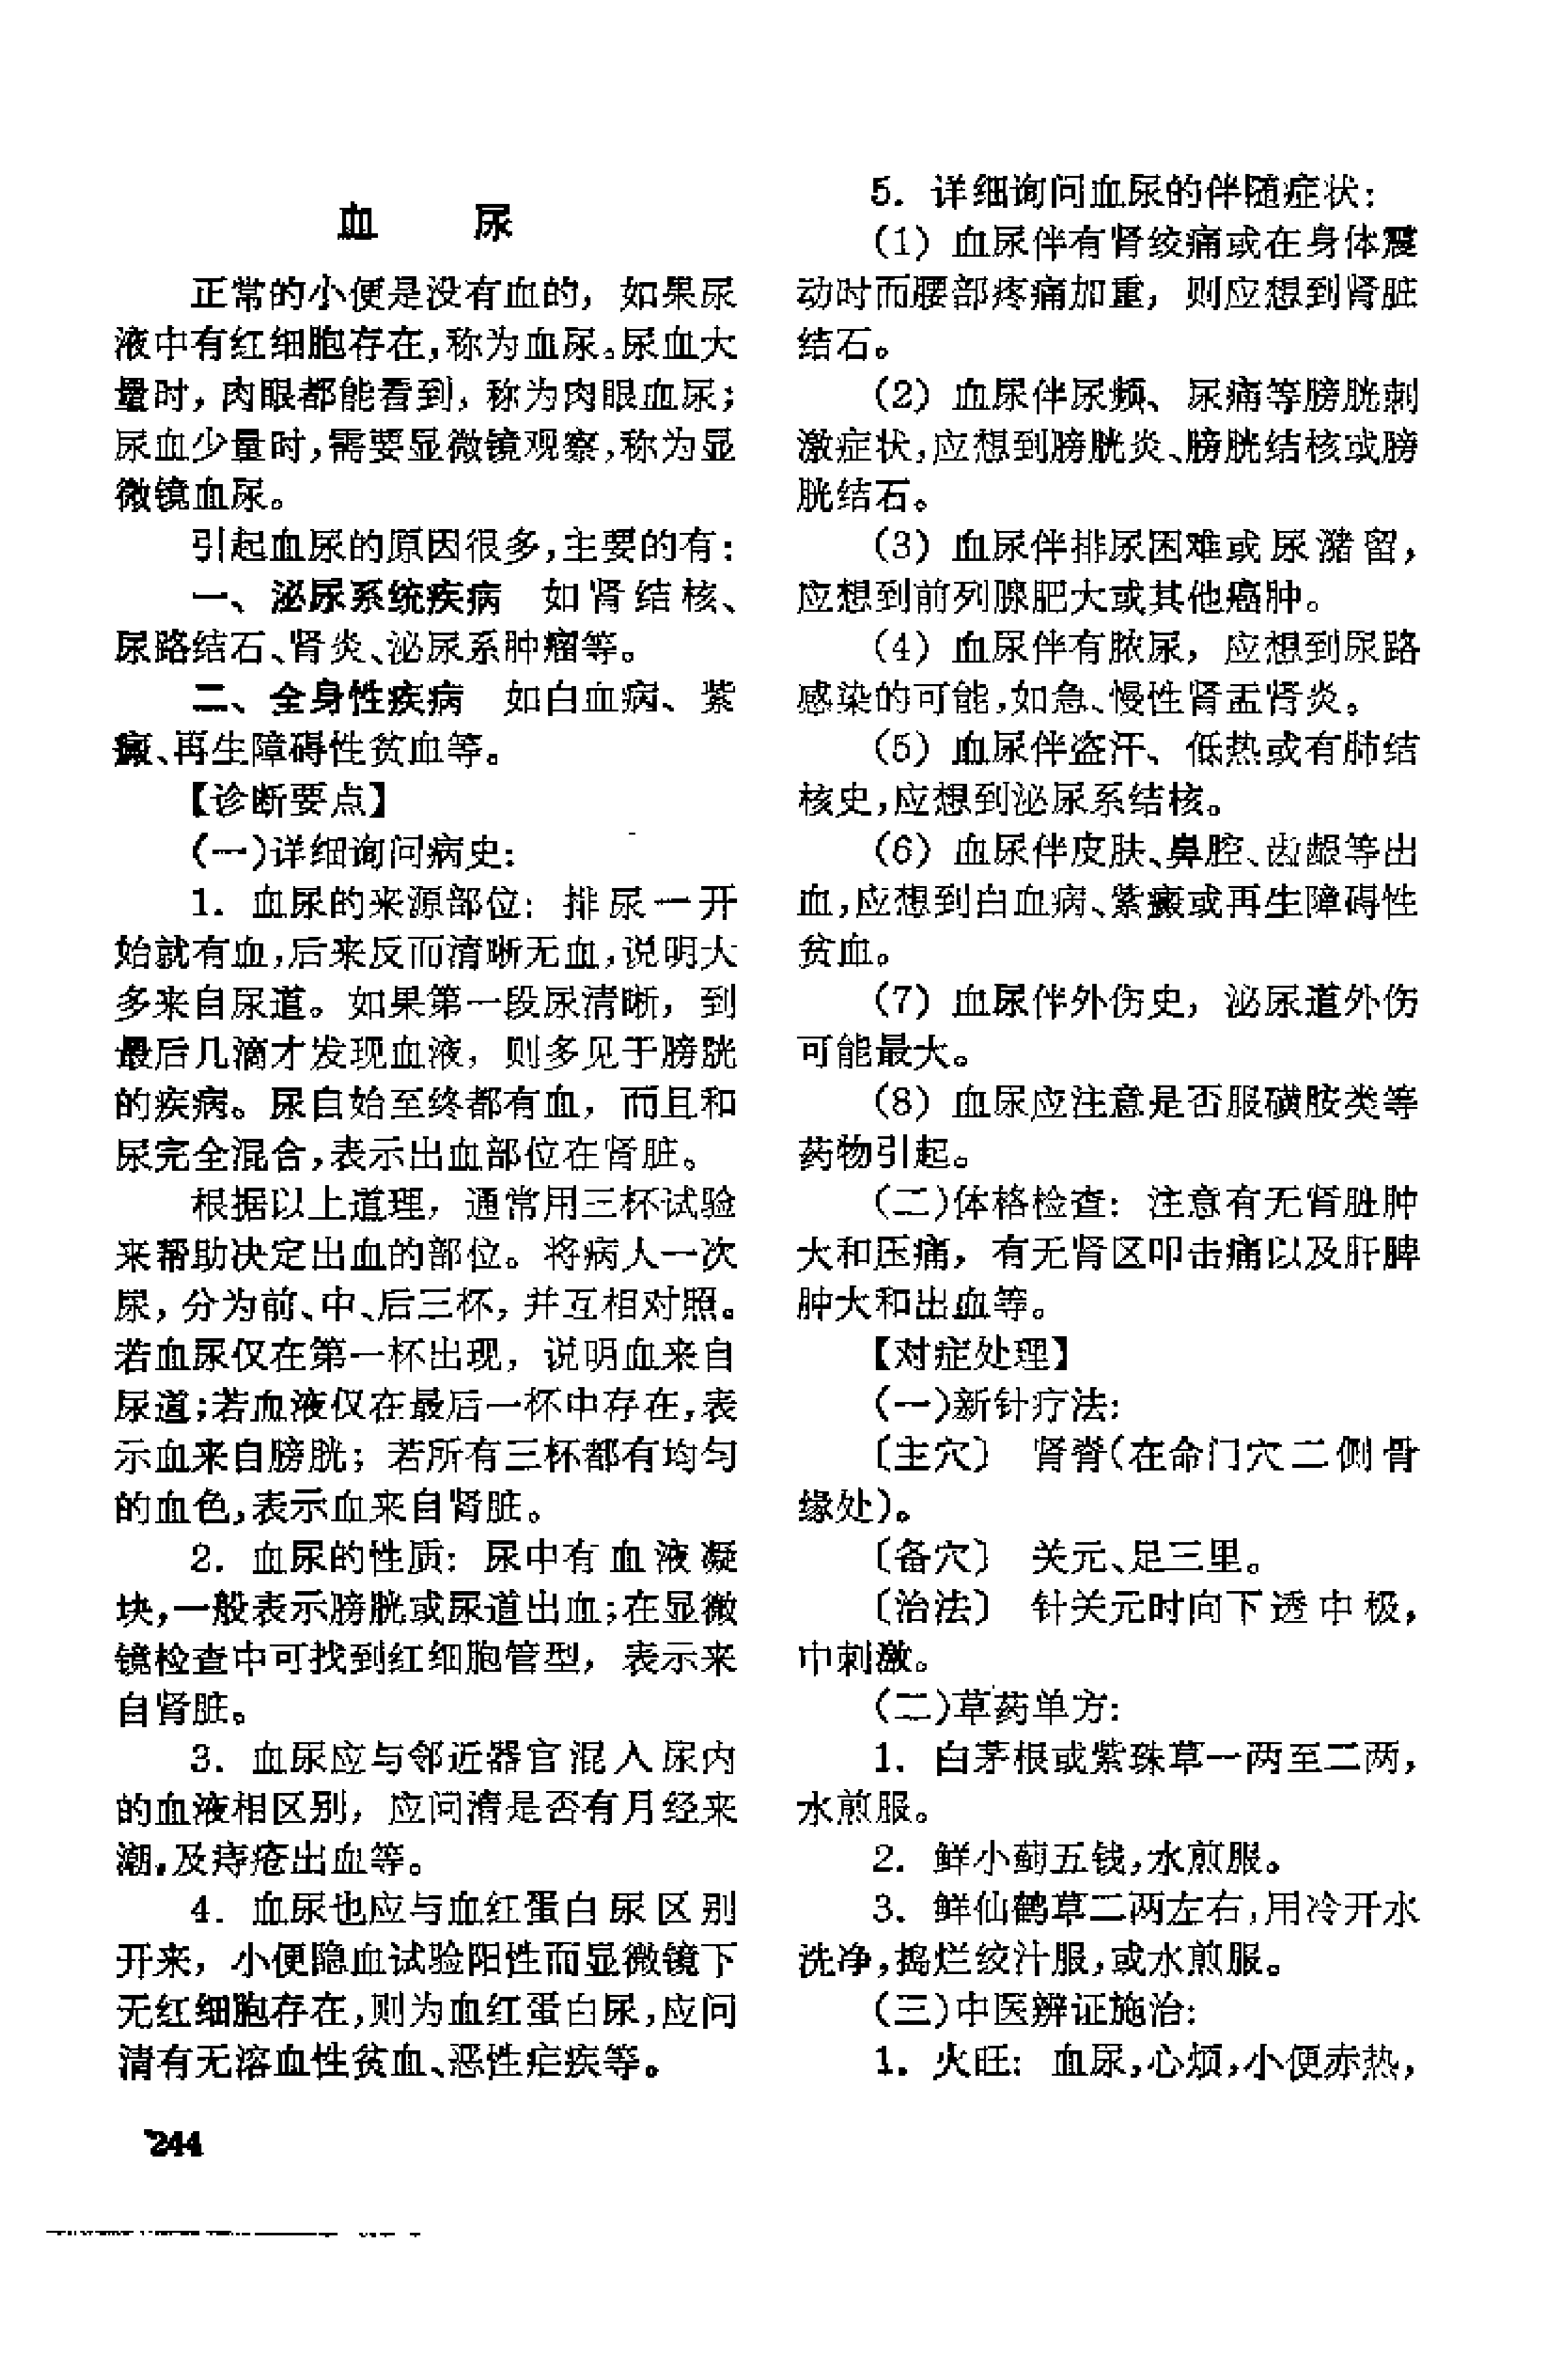 血　　尿
正常的小便是没有血的，如果尿
液中有红细胞存在，称为血尿。尿血大
量时，肉眼都能看到，称为肉眼血尿；
尿血少量时，需要显微镜观察，称为显
微镜血尿。
引起血尿的原因很多，主要的有：
一、泌尿系统疾病　如肾结核、
尿路结石、肾炎、泌尿系肿瘤等。
二、全身性疾病　如白血病、紫
癜、再生障碍性贫血等。
【诊断要点】
（一）详细询问病史：
1．血尿的来源部位：排尿一开
始就有血，后来反而清晰无血，说明大
多来自尿道。如果第一段尿清晰，到
最后几滴才发现血液，则多见于膀胱
的疾病。尿自始至终都有血，而且和
尿完全混合，表示出血部位在肾脏。
根据以上道理，通常用三杯试验
来帮助决定出血的部位。将病人一次
尿，分为前、中、后三杯，并互相对照。
若血尿仅在第一杯出现，说明血来自
尿道；若血液仅在最后一杯中存在，表
示血来自膀胱；若所有三杯都有均匀
的血色，表示血来自肾脏。
2．血尿的性质：尿中有血液凝
块，一般表示膀胱或尿道出血；在显微
镜检查中可找到红细胞管型，表示来
自肾脏。
3．血尿应与邻近器官混入尿内
的血液相区别，应问清是否有月经来
潮，及痔疮出血等。
4．血尿也应与血红蛋白尿区别
开来，小便隐血试验阳性而显微镜下
无红细胞存在，则为血红蛋白尿，应问
清有无溶血性贫血、恶性疟疾等。
244
5．详细询问血尿的伴随症状：
（1）血尿伴有肾绞痛或在身体震
动时而腰部疼痛加重，则应想到肾脏
结石。
（2）血尿伴尿频、尿痛等膀胱刺
激症状，应想到膀胱炎、膀胱结核或膀
胱结石。
（3）血尿伴排尿困难或尿潴留，
应想到前列腺肥大或其他癌肿。
（4）血尿伴有脓尿，应想到尿路
感染的可能，如急、慢性肾盂肾炎。
（5）血尿伴盗汗、低热或有肺结
核史，应想到泌尿系结核。
（6）血尿伴皮肤、鼻腔、齿龈等出
血，应想到白血病、紫癜或再生障碍性
贫血。
（7）血尿伴外伤史，泌尿道外伤
可能最大。
（8）血尿应注意是否服磺胺类等
药物引起。
（二）体格检查：注意有无肾脏肿
大和压痛，有无肾区叩击痛以及肝脾
肿大和出血等。
【对症处理】
（一）新针疗法：
〔主穴〕　肾脊（在命门穴二侧骨
缘处）。
〔备穴〕　关元、足三里。
〔治法〕　针关元时向下透中极，
中刺激。
（二）草药单方：
1．白茅根或紫珠草一两至二两，
水煎服。
2．鲜小蓟五钱，水煎服。
3．鲜仙鹤草二两左右，用冷开水
洗净，捣烂绞汁服，或水煎服。
（三）中医辨证施治：
1．火旺：血尿，心烦，小便赤热，